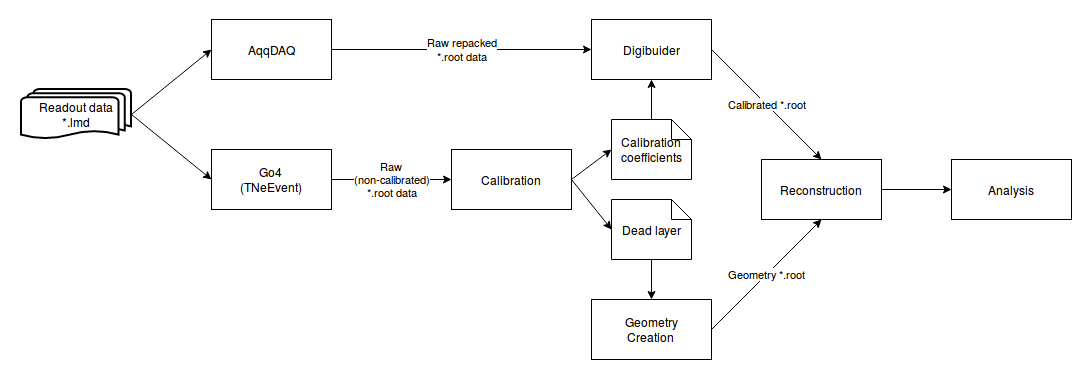 Readout data
*.lmd
AqqDAQ
Raw repacked
*.root data
Digibuider
Go4
(TNeEvent)
Raw
(non-calibrated)
*.root data
Calibration
Calibration
coefficients
Dead layer
Geometry
Creation
Calibrated *.root
Geometry *.root
Reconstruction
Analysis